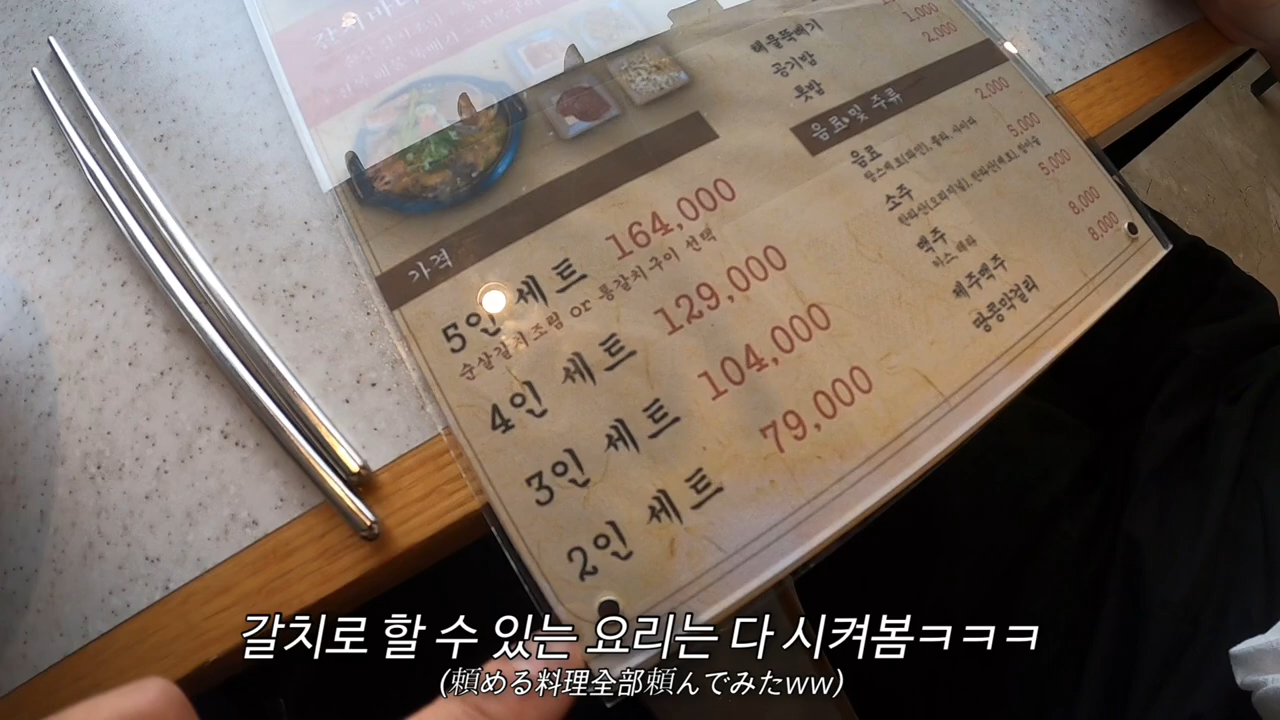 갈치
가격
5인 세트 164,000
순살갈치조림 or 통갈치구이 선택
4인 세트 129,000
3인 세트 104,000
2인 세트 79,000
해물뚝배기
공기밥 1,000
돗밥 2,000
음료 및 주류
음료 2,000
소주 5,000
맥주 5,000
제주맥주 8,000
땅콩막걸리 8,000
갈치로 할 수 있는 요리는 다 시켜봄ㅋㅋㅋ
(頼める料理全部頼んでみたww)